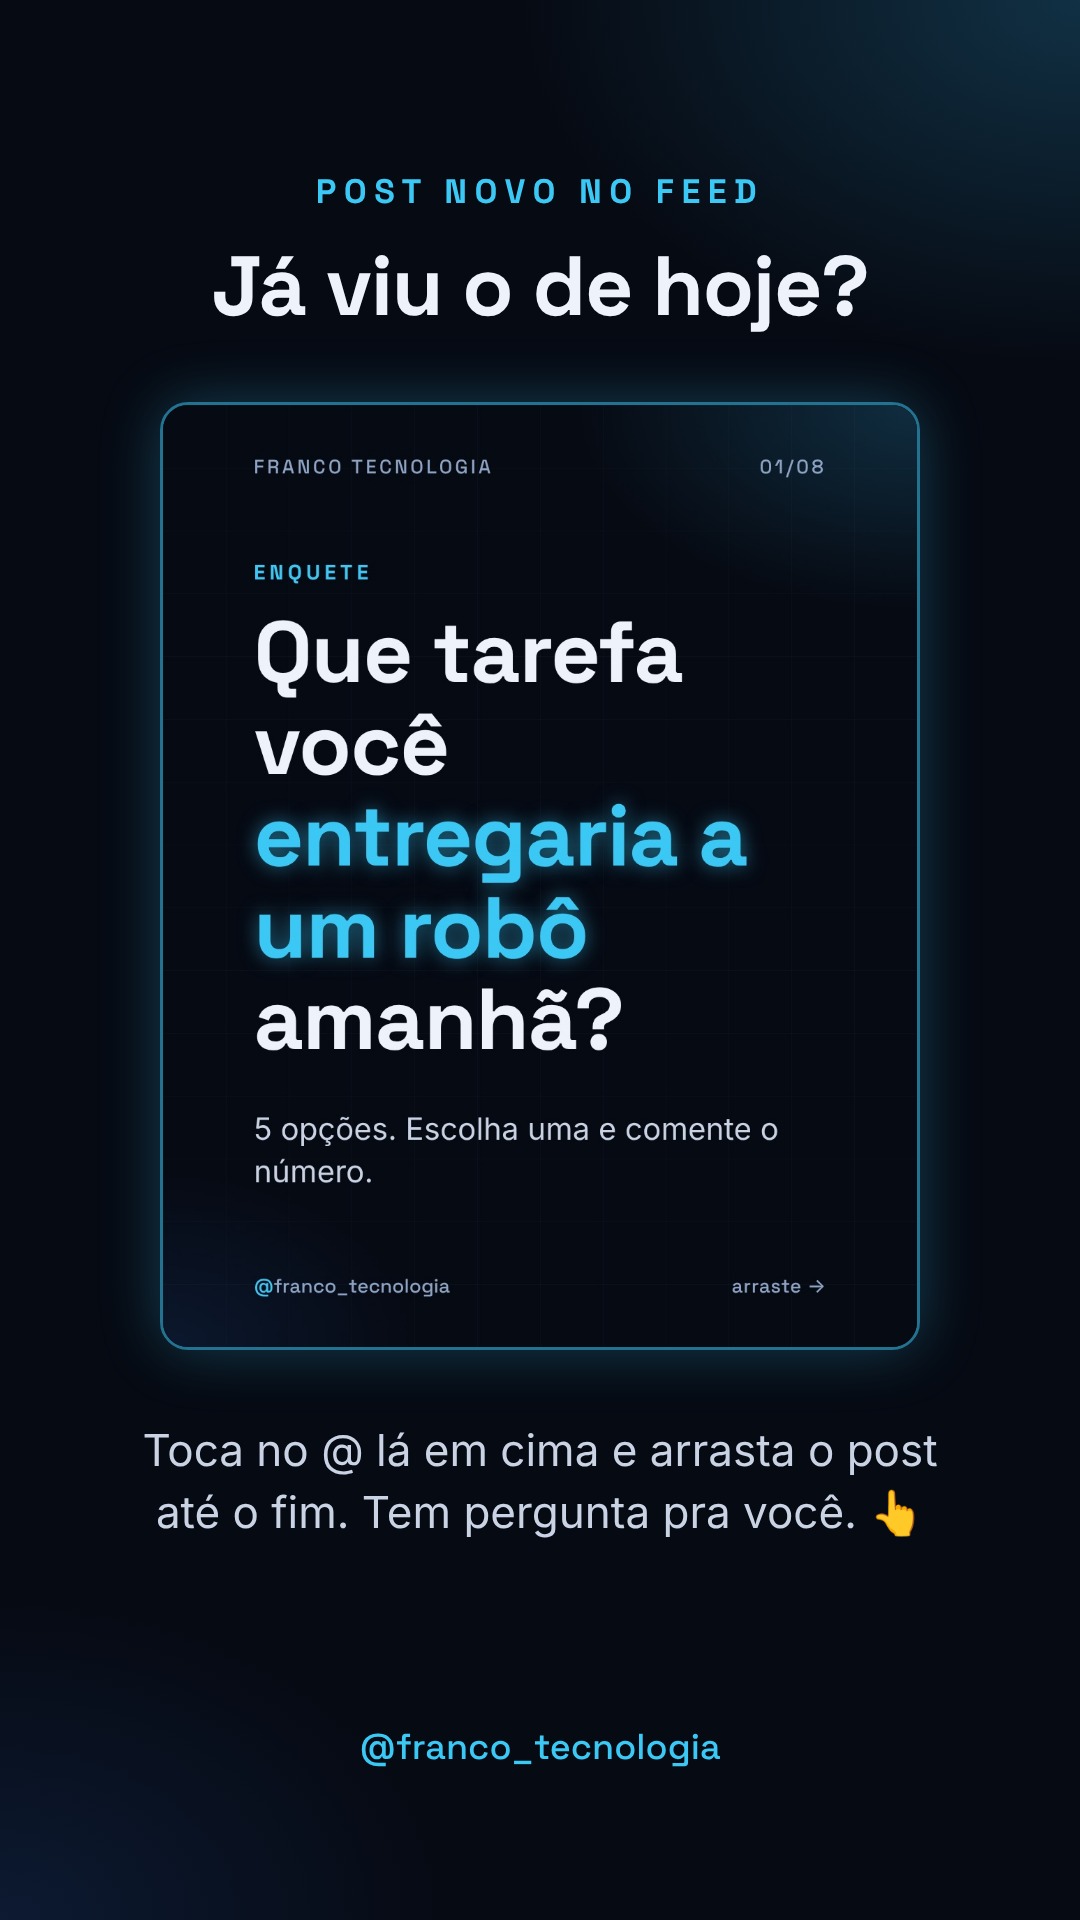 POST NOVO NO FEED
Já viu o de hoje?
FRANCO TECNOLOGIA 01/08
ENQUETE
Que tarefa
você
entregaria a
um robô
amanhã?
5 opções. Escolha uma e comente o
número.
@franco_tecnologia arraste →
Toca no @ lá em cima e arrasta o post
até o fim. Tem pergunta pra você. 👆
@franco_tecnologia